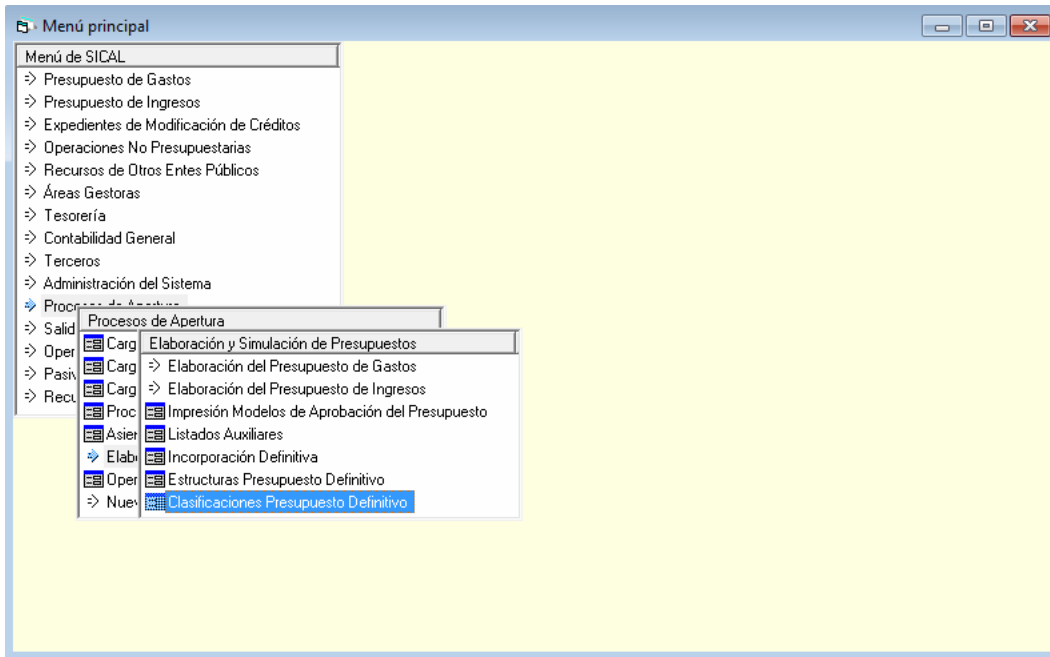 Menú principal
Menú de SICAL
Presupuesto de Gastos
Presupuesto de Ingresos
Expedientes de Modificación de Créditos
Operaciones No Presupuestarias
Recursos de Otros Entes Públicos
Áreas Gestoras
Tesorería
Contabilidad General
Terceros
Administración del Sistema
Procesos de Apertura
Salid
Oper
Pasiv
Recu
Procesos de Apertura
Carg
Carg
Carg
Proc
Asier
Elab
Oper
Nuev
Elaboración y Simulación de Presupuestos
Elaboración del Presupuesto de Gastos
Elaboración del Presupuesto de Ingresos
Impresión Modelos de Aprobación del Presupuesto
Listados Auxiliares
Incorporación Definitiva
Estructuras Presupuesto Definitivo
Clasificaciones Presupuesto Definitivo